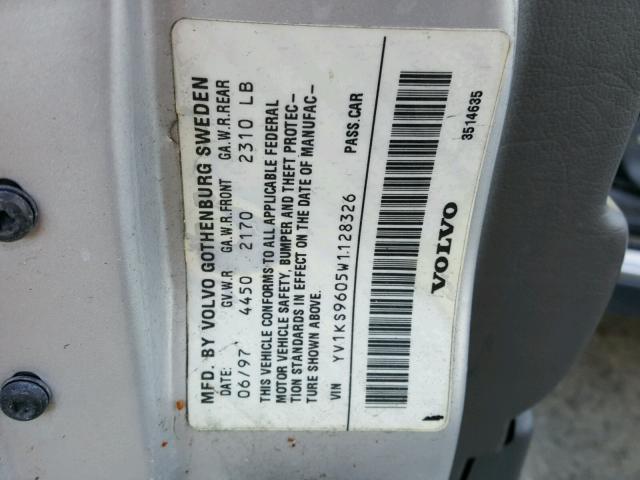 MFD. BY VOLVO GOTHENBURG SWEDEN
DATE: G.V.W.R GA.W.R.FRONT GA.W.R.REAR
06/97 4450 2170 2310 LB
THIS VEHICLE CONFORMS TO ALL APPLICABLE FEDERAL
MOTOR VEHICLE SAFETY, BUMPER AND THEFT PROTEC–
TION STANDARDS IN EFFECT ON THE DATE OF MANUFAC–
TURE SHOWN ABOVE.
VIN YV1KS9605W1128326 PASS.CAR
VOLVO 3514635